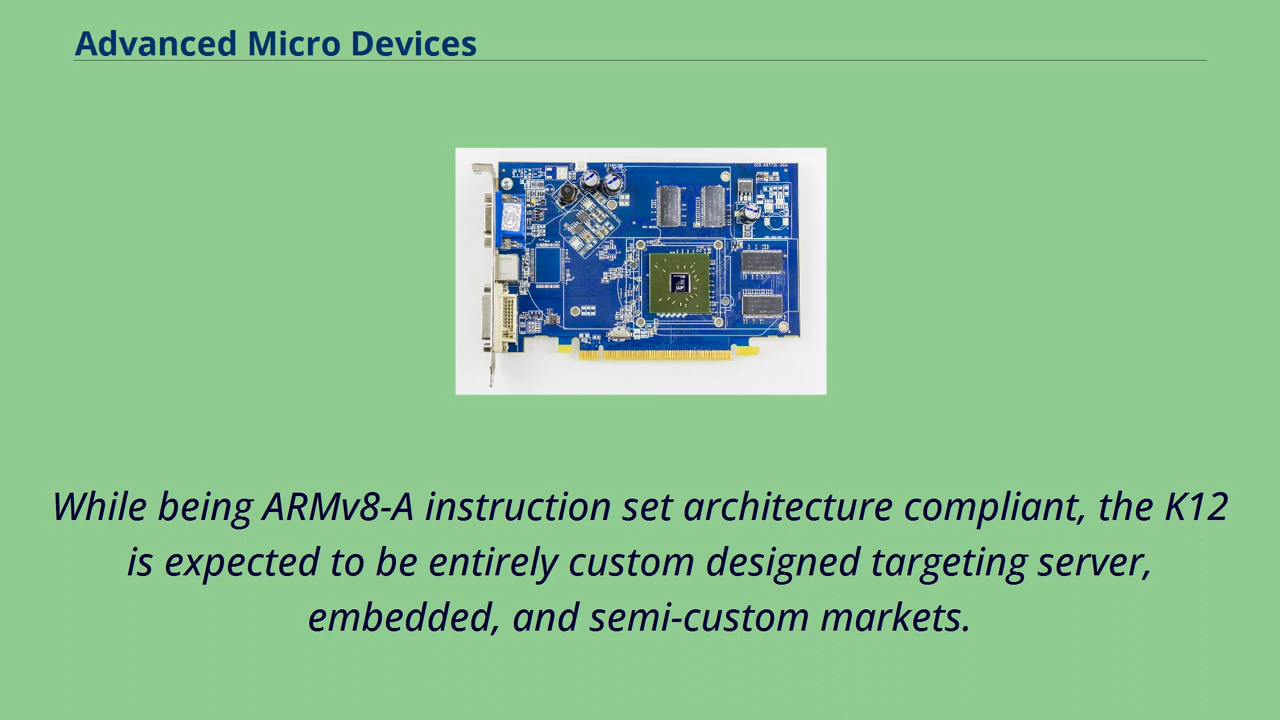 Advanced Micro Devices
While being ARMv8-A instruction set architecture compliant, the K12
is expected to be entirely custom designed targeting server,
embedded, and semi-custom markets.